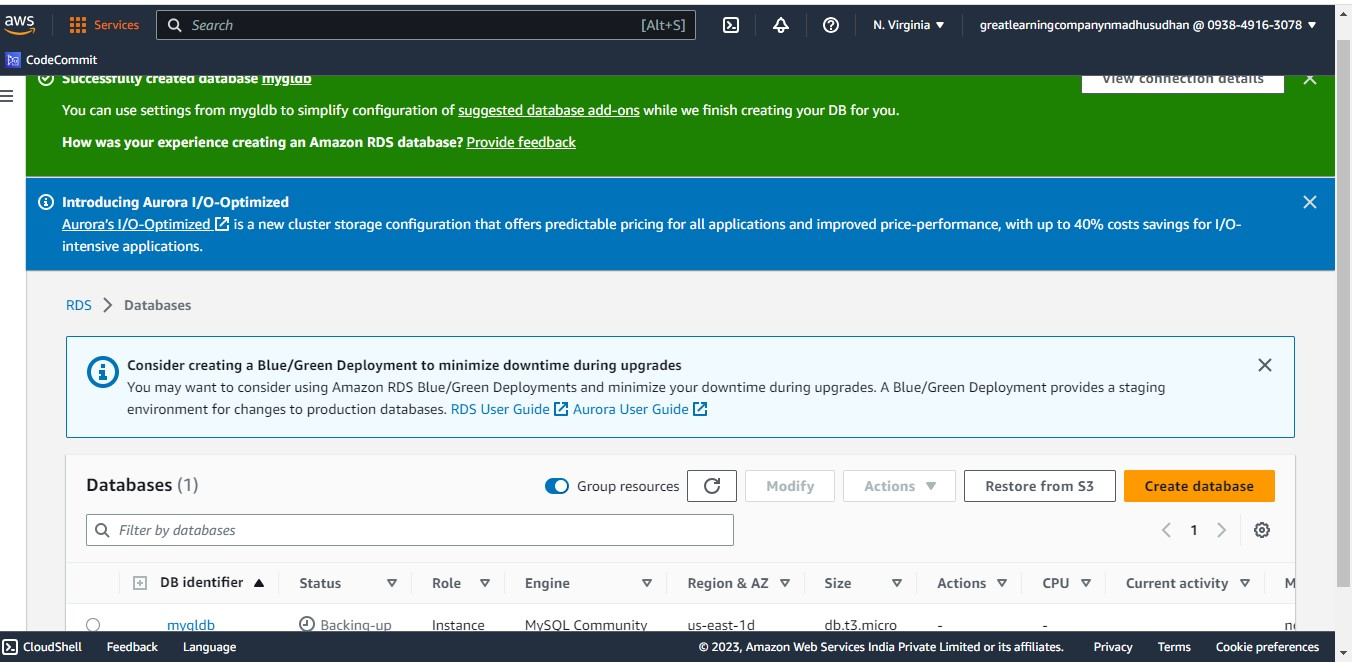 aws
Services
Search
[Alt+S]
N. Virginia
greatlearningcompanynmadhusudhan @ 0938-4916-3078
CodeCommit
Successfully created database mygldb
View connection details
You can use settings from mygldb to simplify configuration of suggested database add-ons while we finish creating your DB for you.
How was your experience creating an Amazon RDS database? Provide feedback
Introducing Aurora I/O-Optimized
Aurora's I/O-Optimized is a new cluster storage configuration that offers predictable pricing for all applications and improved price-performance, with up to 40% costs savings for I/O-
intensive applications.
RDS > Databases
Consider creating a Blue/Green Deployment to minimize downtime during upgrades
You may want to consider using Amazon RDS Blue/Green Deployments and minimize your downtime during upgrades. A Blue/Green Deployment provides a staging
environment for changes to production databases. RDS User Guide Aurora User Guide
Databases (1)
Group resources
Modify
Actions
Restore from S3
Create database
Filter by databases
1
DB identifier
Status
Role
Engine
Region & AZ
Size
Actions
CPU
Current activity
M
mygldb
Backing-up
Instance
MySQL Community
us-east-1d
db.t3.micro
-
-
CloudShell
Feedback
Language
© 2023, Amazon Web Services India Private Limited or its affiliates.
Privacy
Terms
Cookie preferences